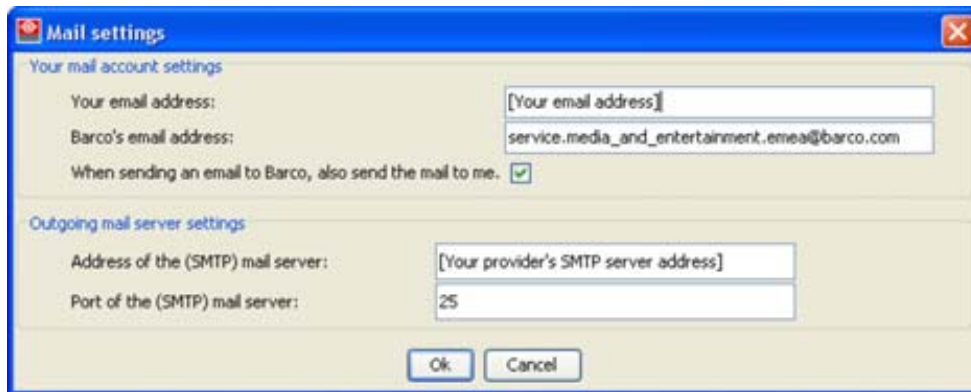 Mail settings
Your mail account settings
Your email address: [Your email address]
Barco's email address: service.media_and_entertainment.emea@barco.com
When sending an email to Barco, also send the mail to me.
Outgoing mail server settings
Address of the (SMTP) mail server: [Your provider's SMTP server address]
Port of the (SMTP) mail server: 25
Ok Cancel